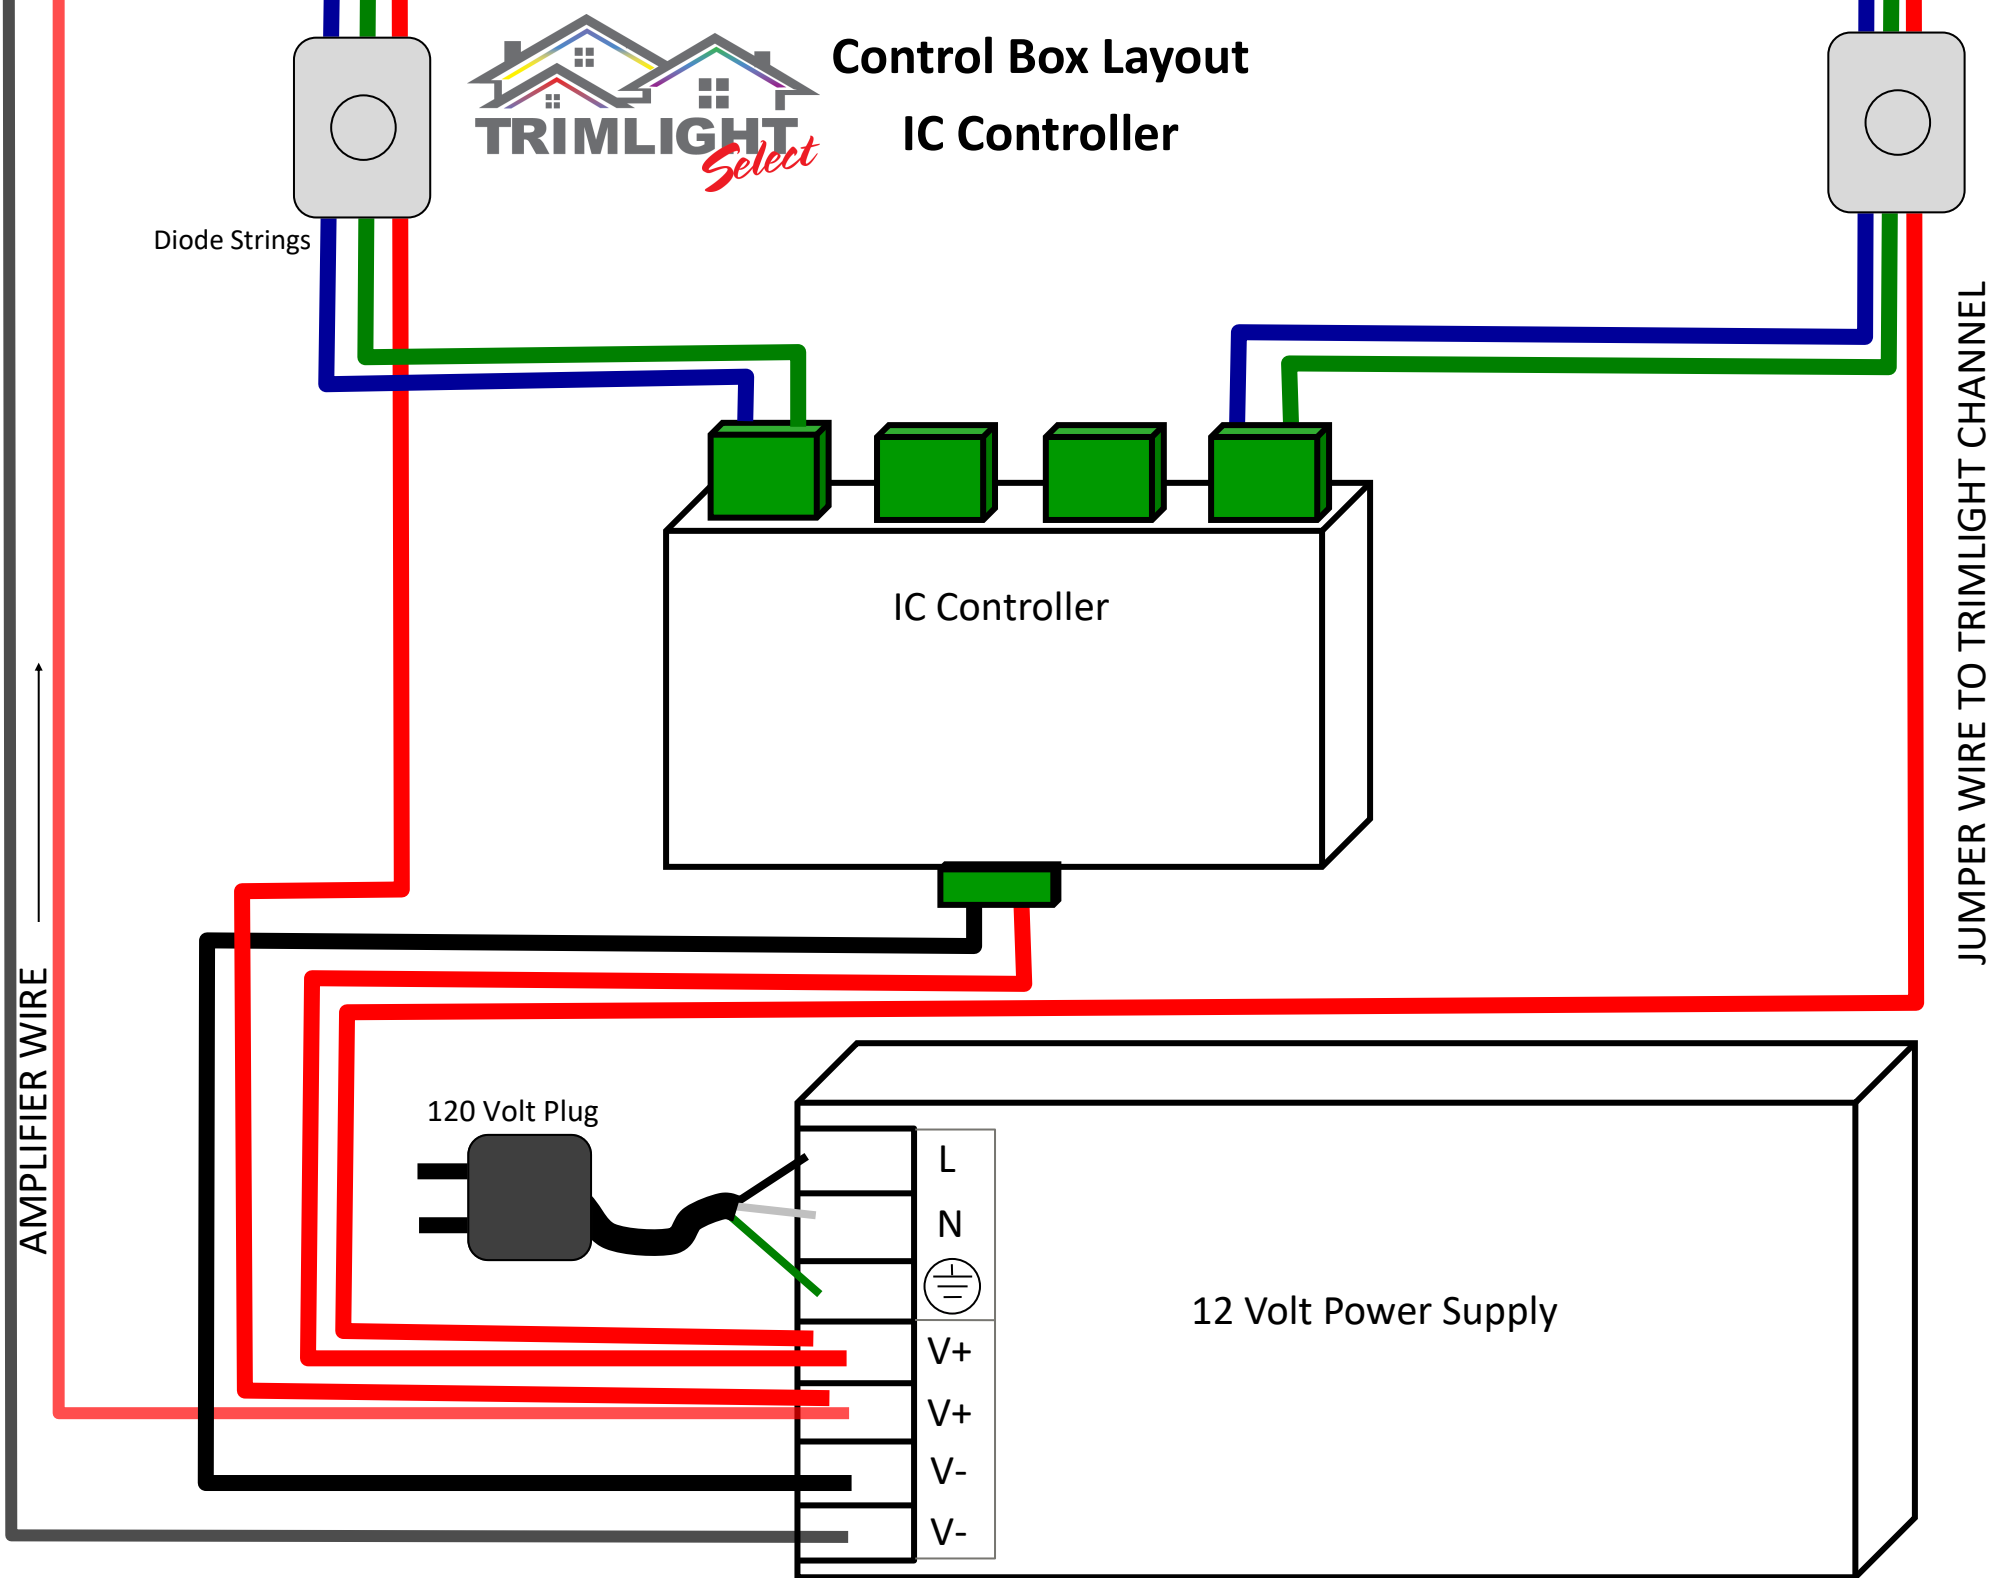 Control Box Layout
IC Controller
TRIMLIGHT
Select
Diode Strings
JUMPER WIRE TO TRIMLIGHT CHANNEL
IC Controller
AMPLIFIER WIRE
120 Volt Plug
L
N
12 Volt Power Supply
V+
V+
V-
V-